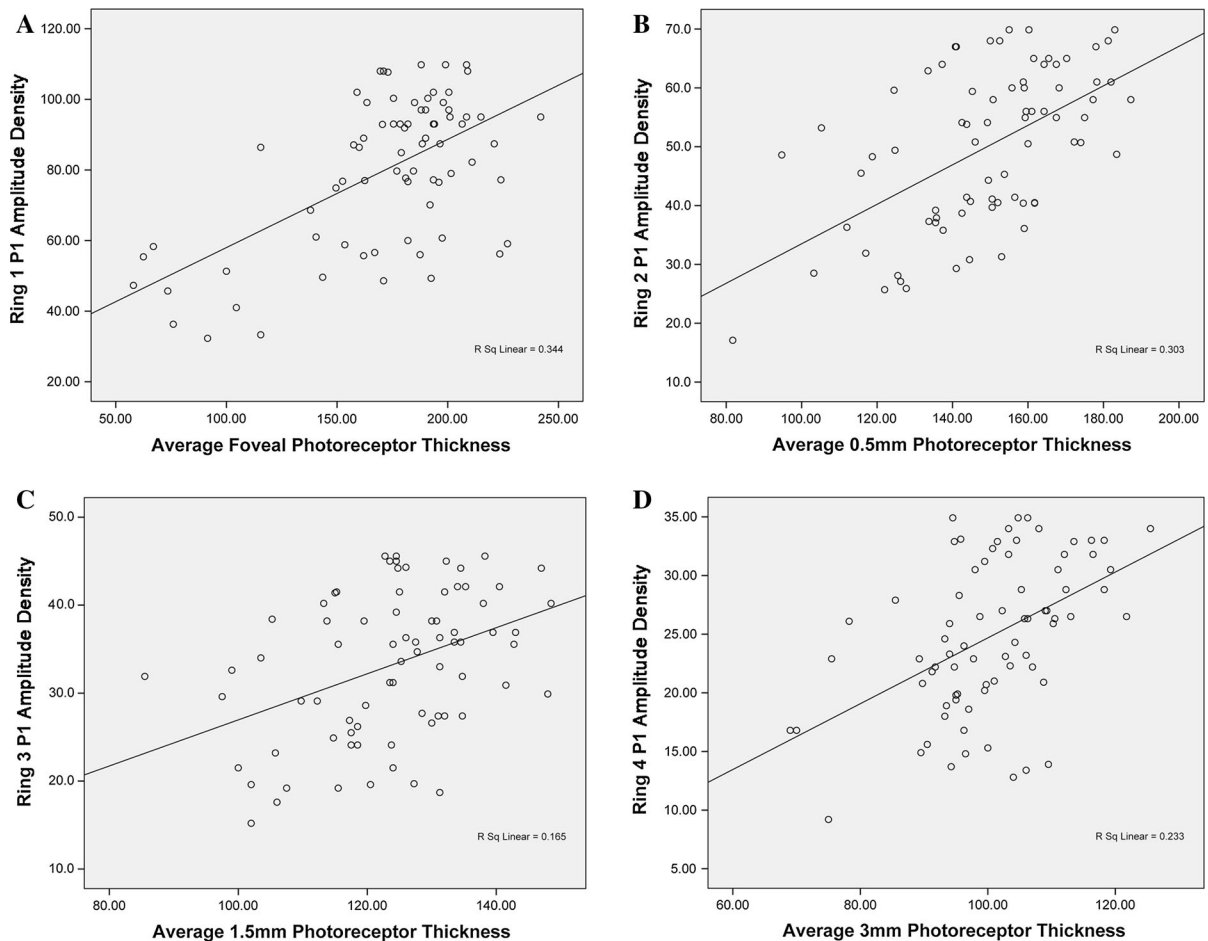 A
Ring 1 P1 Amplitude Density
120.00
100.00
80.00
60.00
40.00
20.00
R Sq Linear = 0.344
50.00 100.00 150.00 200.00 250.00
Average Foveal Photoreceptor Thickness
B
Ring 2 P1 Amplitude Density
70.0
60.0
50.0
40.0
30.0
20.0
10.0
R Sq Linear = 0.303
80.00 100.00 120.00 140.00 160.00 180.00 200.00
Average 0.5mm Photoreceptor Thickness
C
Ring 3 P1 Amplitude Density
50.0
40.0
30.0
20.0
10.0
R Sq Linear = 0.165
80.00 100.00 120.00 140.00
Average 1.5mm Photoreceptor Thickness
D
Ring 4 P1 Amplitude Density
35.00
30.00
25.00
20.00
15.00
10.00
5.00
R Sq Linear = 0.233
60.00 80.00 100.00 120.00
Average 3mm Photoreceptor Thickness